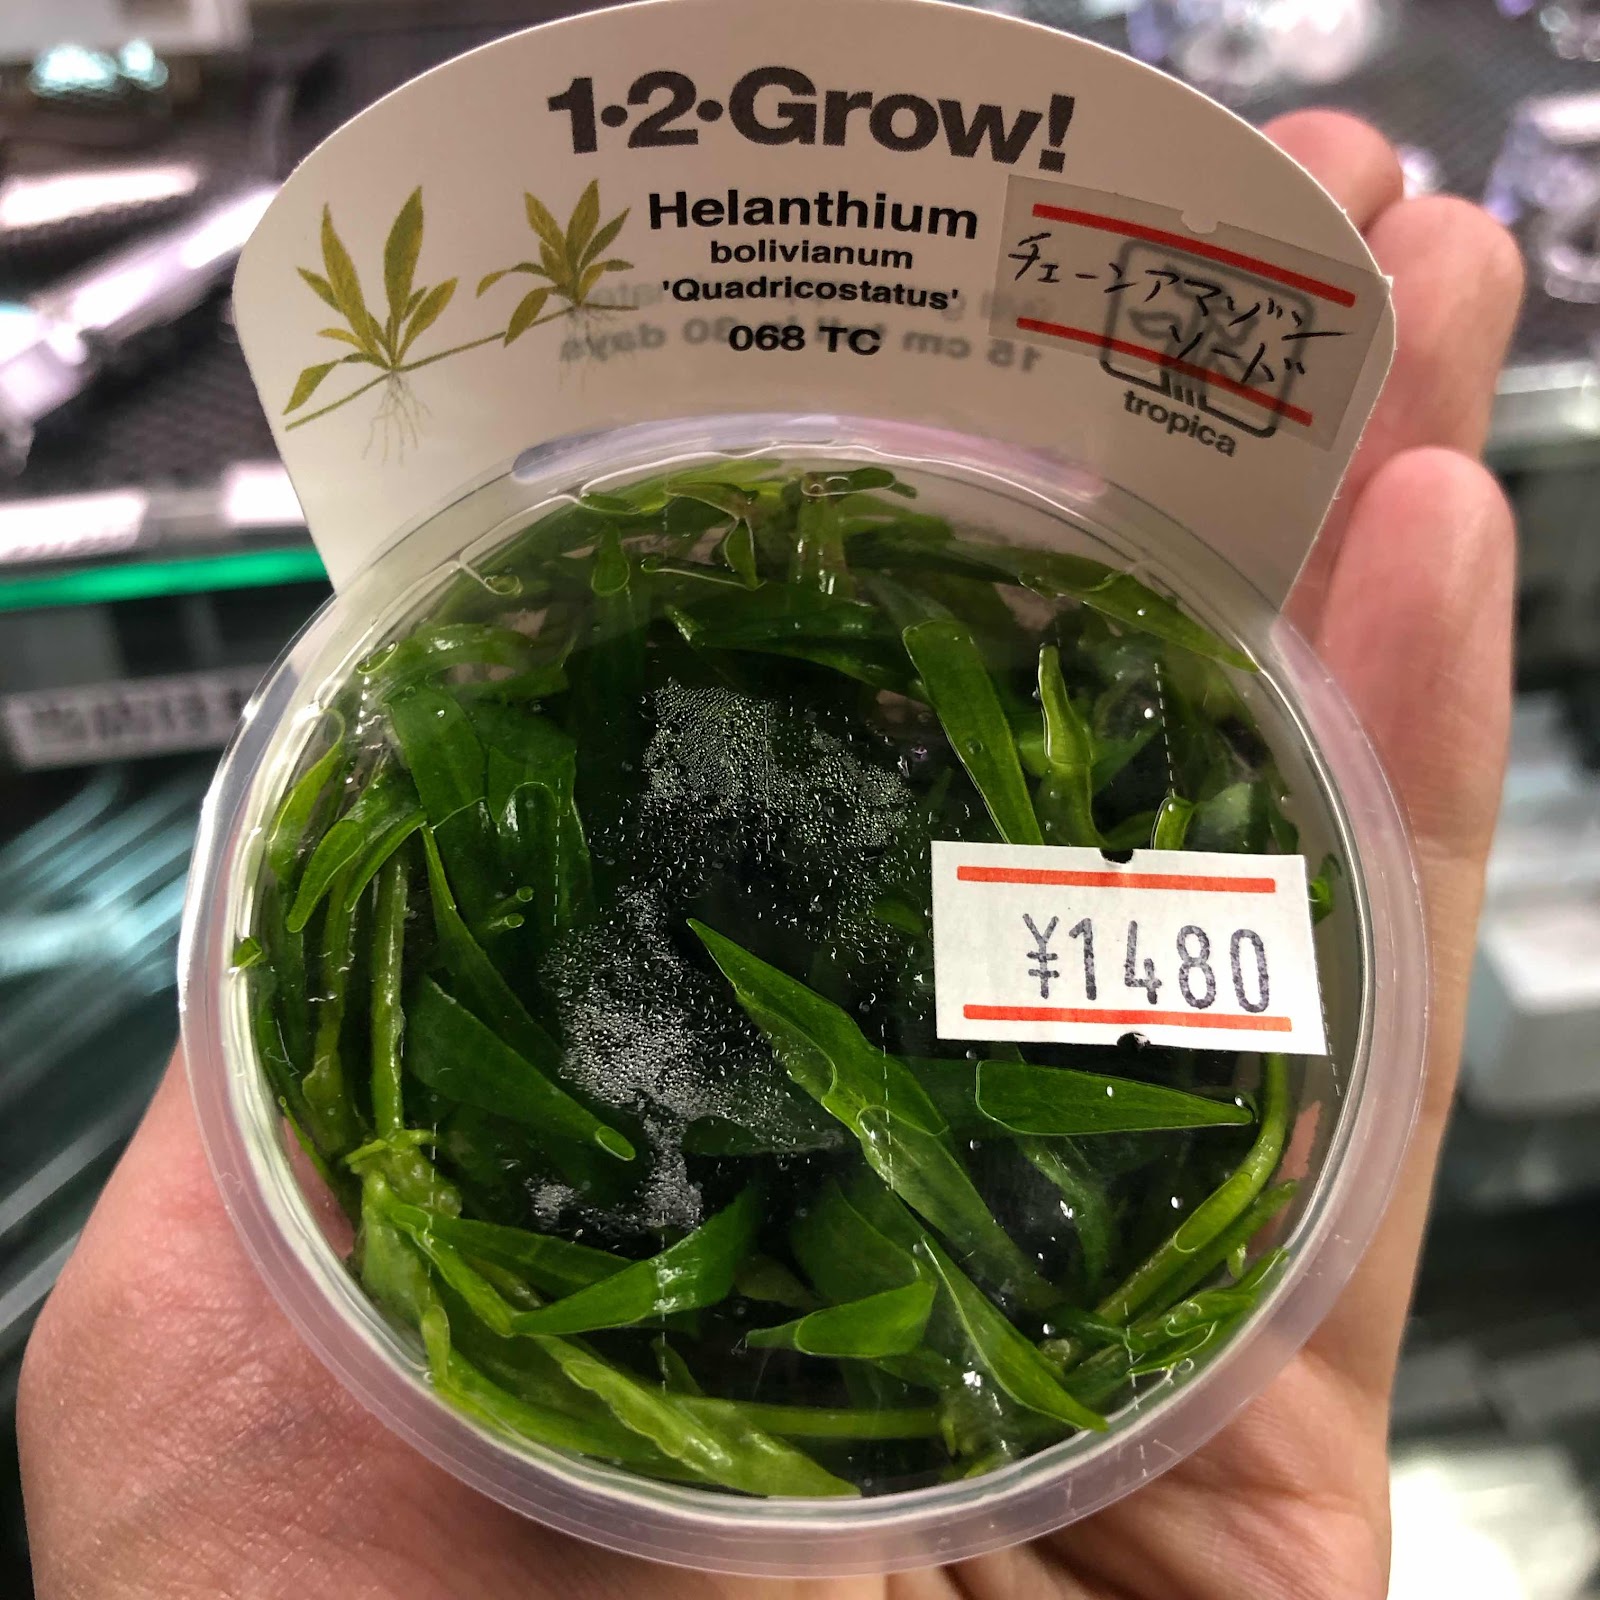 1·2·Grow!
Helanthium
bolivianum
'Quadricostatus'
068 TC
チェーンアマゾン
ソード
tropica
¥1480